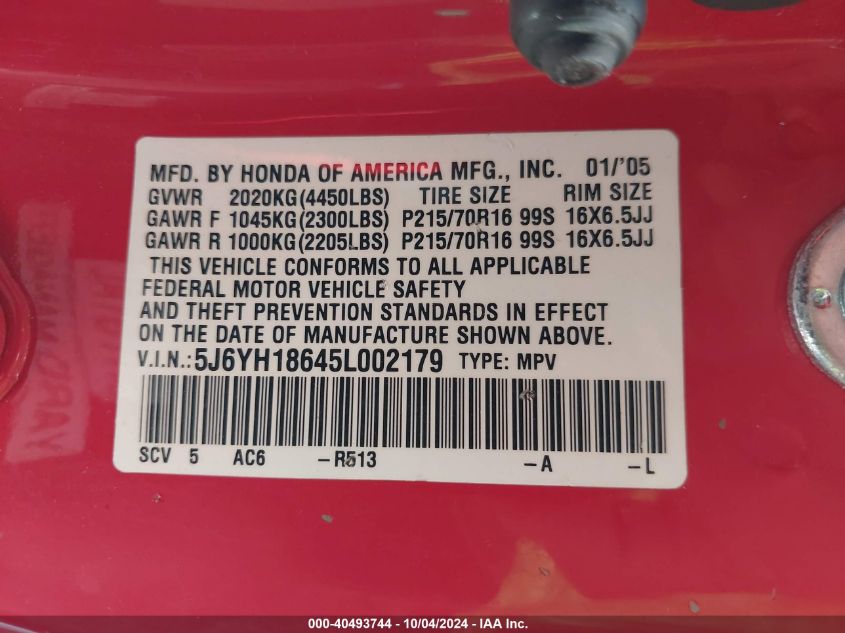 MFD. BY HONDA OF AMERICA MFG., INC. 01/'05
GVWR 2020KG(4450LBS) TIRE SIZE RIM SIZE
GAWR F 1045KG(2300LBS) P215/70R16 99S 16X6.5JJ
GAWR R 1000KG(2205LBS) P215/70R16 99S 16X6.5JJ
THIS VEHICLE CONFORMS TO ALL APPLICABLE
FEDERAL MOTOR VEHICLE SAFETY
AND THEFT PREVENTION STANDARDS IN EFFECT
ON THE DATE OF MANUFACTURE SHOWN ABOVE.
V.I.N.: 5J6YH18645L002179 TYPE: MPV
SCV 5 AC6 -R513 -A -L
000-40493744 - 10/04/2024 - IAA Inc.